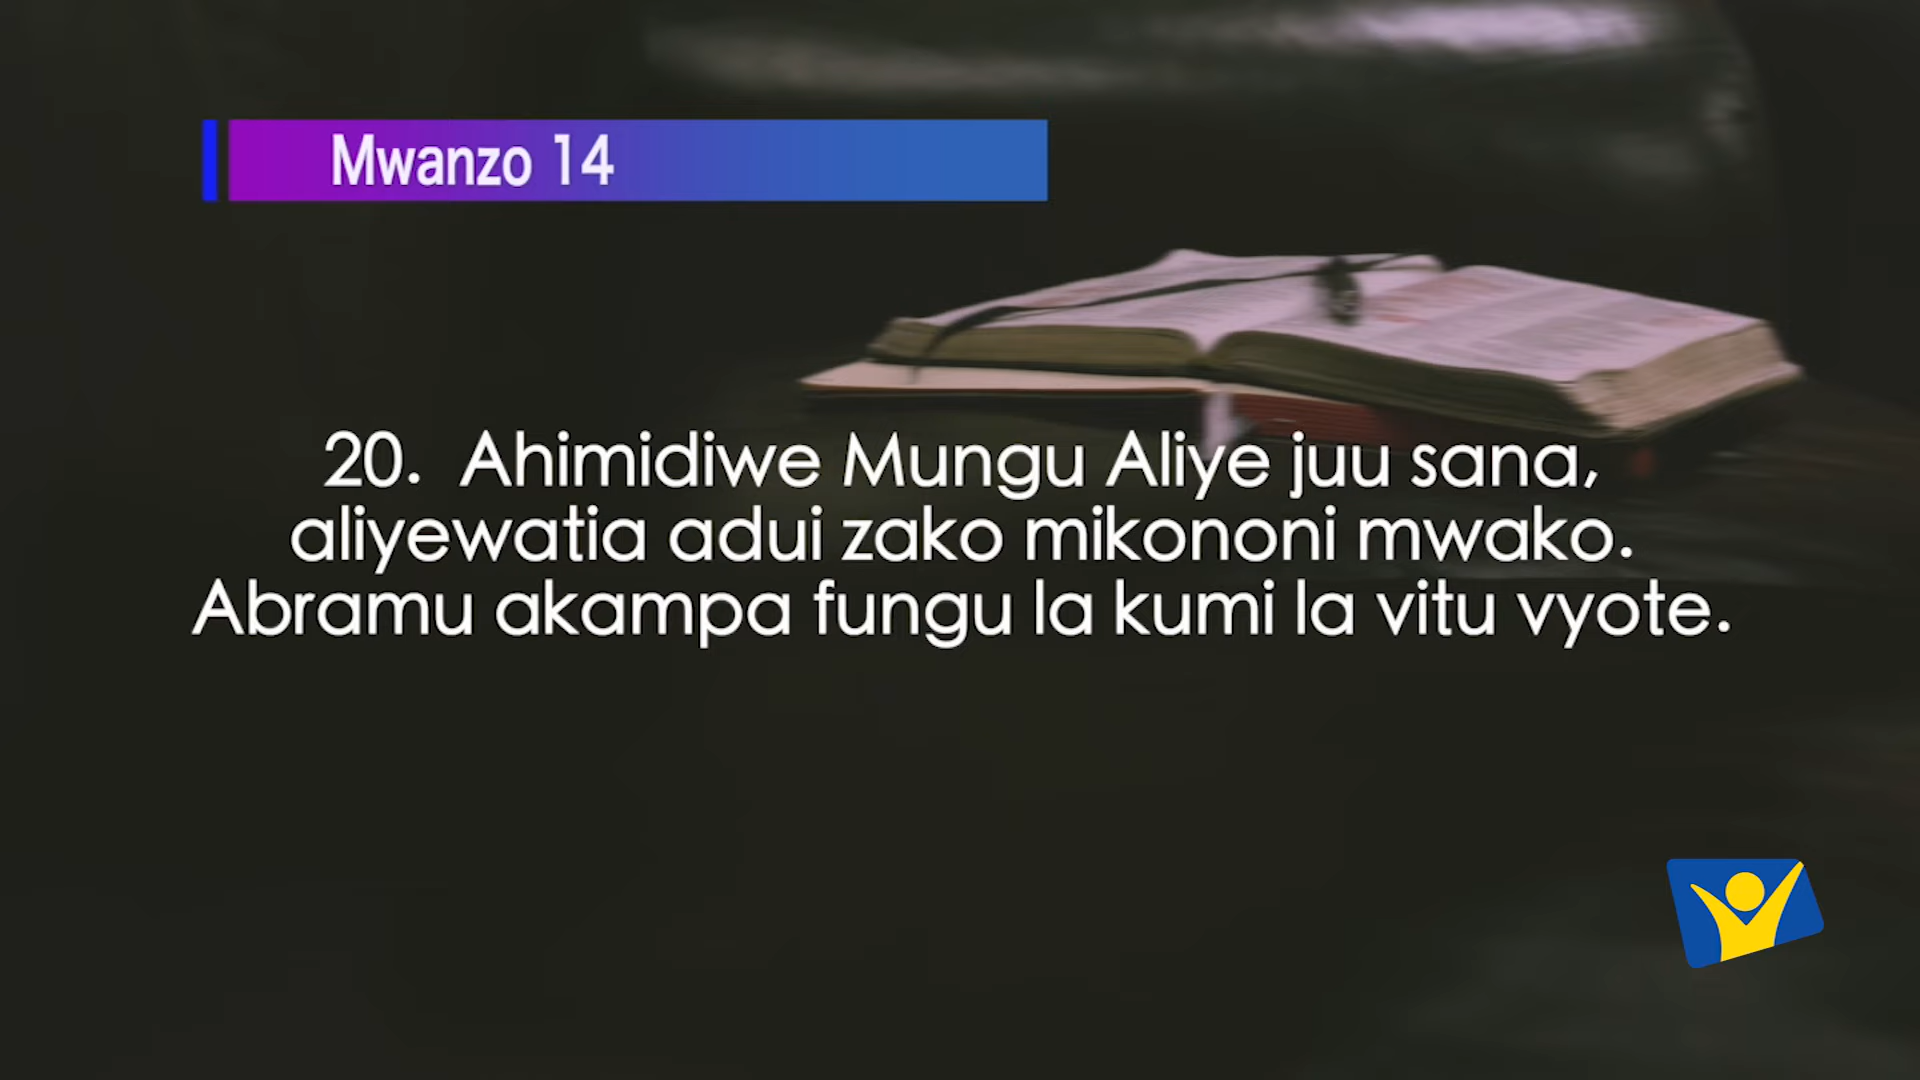 Mwanzo 14
20. Ahimidiwe Mungu Aliye juu sana,
aliyewatia adui zako mikononi mwako.
Abramu akampa fungu la kumi la vitu vyote.